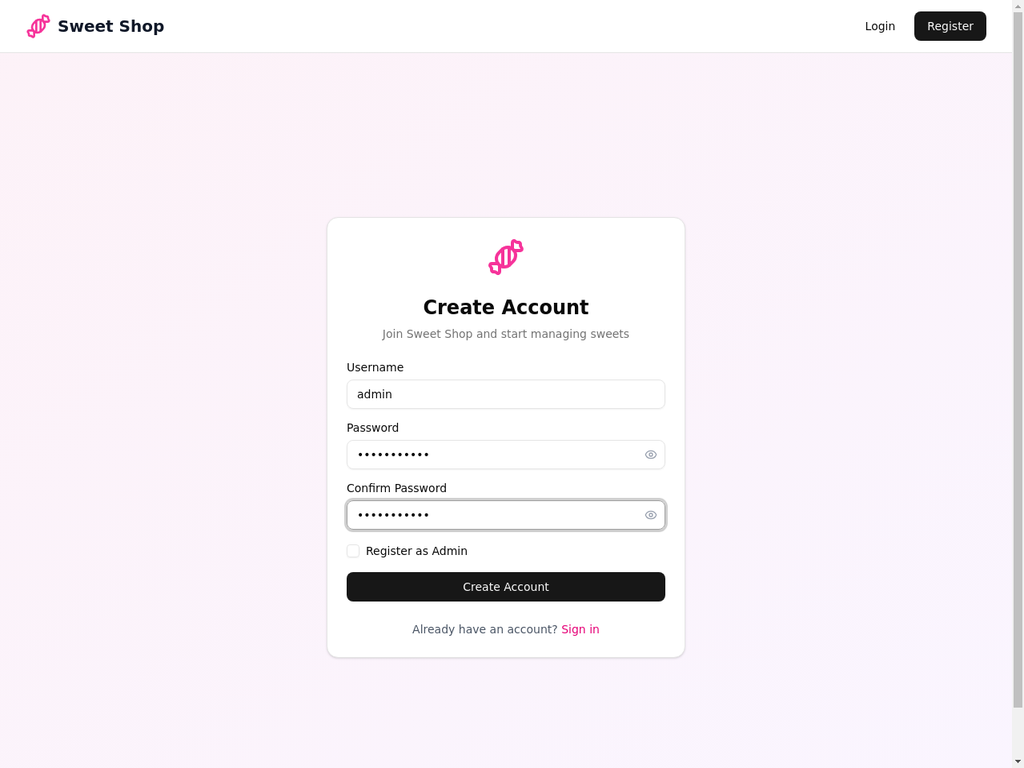 Sweet Shop
Login
Register
Create Account
Join Sweet Shop and start managing sweets
Username
admin
Password
•••••••••••
Confirm Password
•••••••••••
Register as Admin
Create Account
Already have an account? Sign in